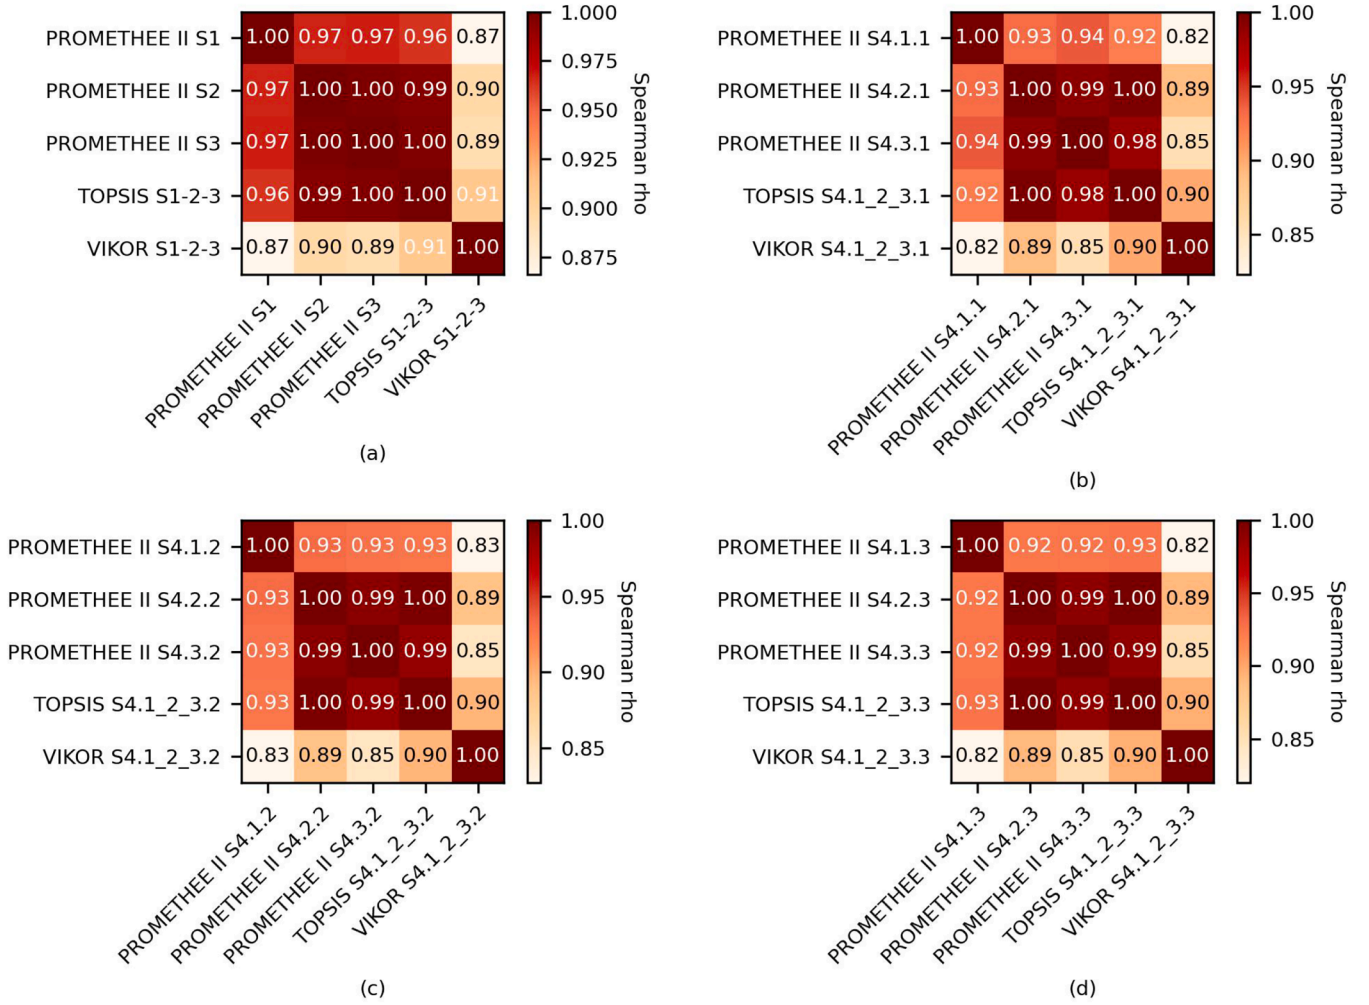 PROMETHEE II S1 1.00 0.97 0.97 0.96 0.87
PROMETHEE II S2 0.97 1.00 1.00 0.99 0.90
PROMETHEE II S3 0.97 1.00 1.00 1.00 0.89
TOPSIS S1-2-3 0.96 0.99 1.00 1.00 0.91
VIKOR S1-2-3 0.87 0.90 0.89 0.91 1.00
PROMETHEE II S1
PROMETHEE II S2
PROMETHEE II S3
TOPSIS S1-2-3
VIKOR S1-2-3
1.000
0.975
0.950
0.925
0.900
0.875
Spearman rho
(a)
PROMETHEE II S4.1.1 1.00 0.93 0.94 0.92 0.82
PROMETHEE II S4.2.1 0.93 1.00 0.99 1.00 0.89
PROMETHEE II S4.3.1 0.94 0.99 1.00 0.98 0.85
TOPSIS S4.1_2_3.1 0.92 1.00 0.98 1.00 0.90
VIKOR S4.1_2_3.1 0.82 0.89 0.85 0.90 1.00
PROMETHEE II S4.1.1
PROMETHEE II S4.2.1
PROMETHEE II S4.3.1
TOPSIS S4.1_2_3.1
VIKOR S4.1_2_3.1
1.00
0.95
0.90
0.85
Spearman rho
(b)
PROMETHEE II S4.1.2 1.00 0.93 0.93 0.93 0.83
PROMETHEE II S4.2.2 0.93 1.00 0.99 1.00 0.89
PROMETHEE II S4.3.2 0.93 0.99 1.00 0.99 0.85
TOPSIS S4.1_2_3.2 0.93 1.00 0.99 1.00 0.90
VIKOR S4.1_2_3.2 0.83 0.89 0.85 0.90 1.00
PROMETHEE II S4.1.2
PROMETHEE II S4.2.2
PROMETHEE II S4.3.2
TOPSIS S4.1_2_3.2
VIKOR S4.1_2_3.2
1.00
0.95
0.90
0.85
Spearman rho
(c)
PROMETHEE II S4.1.3 1.00 0.92 0.92 0.93 0.82
PROMETHEE II S4.2.3 0.92 1.00 0.99 1.00 0.89
PROMETHEE II S4.3.3 0.92 0.99 1.00 0.99 0.85
TOPSIS S4.1_2_3.3 0.93 1.00 0.99 1.00 0.90
VIKOR S4.1_2_3.3 0.82 0.89 0.85 0.90 1.00
PROMETHEE II S4.1.3
PROMETHEE II S4.2.3
PROMETHEE II S4.3.3
TOPSIS S4.1_2_3.3
VIKOR S4.1_2_3.3
1.00
0.95
0.90
0.85
Spearman rho
(d)